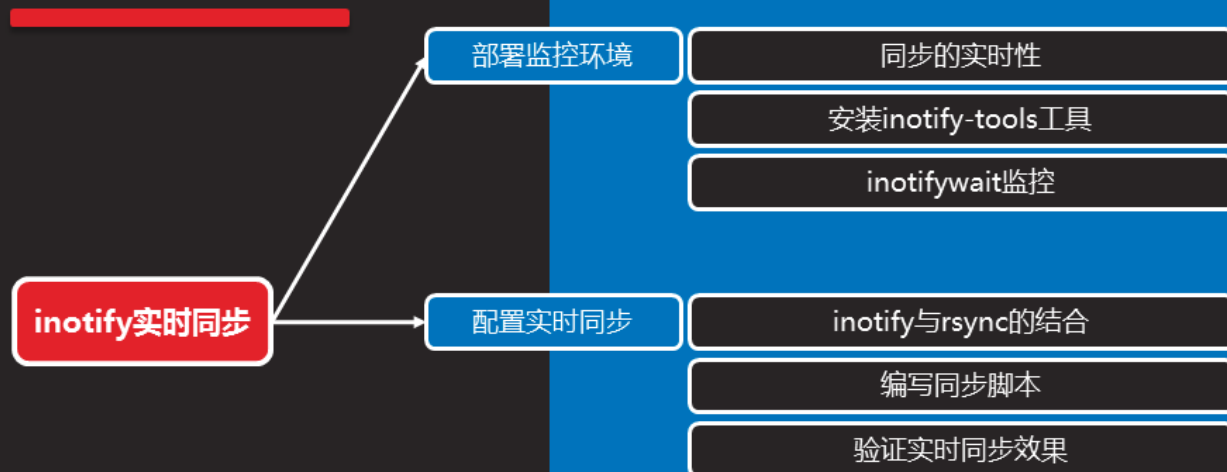 部署监控环境
同步的实时性
安装inotify-tools工具
inotifywait监控
inotify实时同步
配置实时同步
inotify与rsync的结合
编写同步脚本
验证实时同步效果